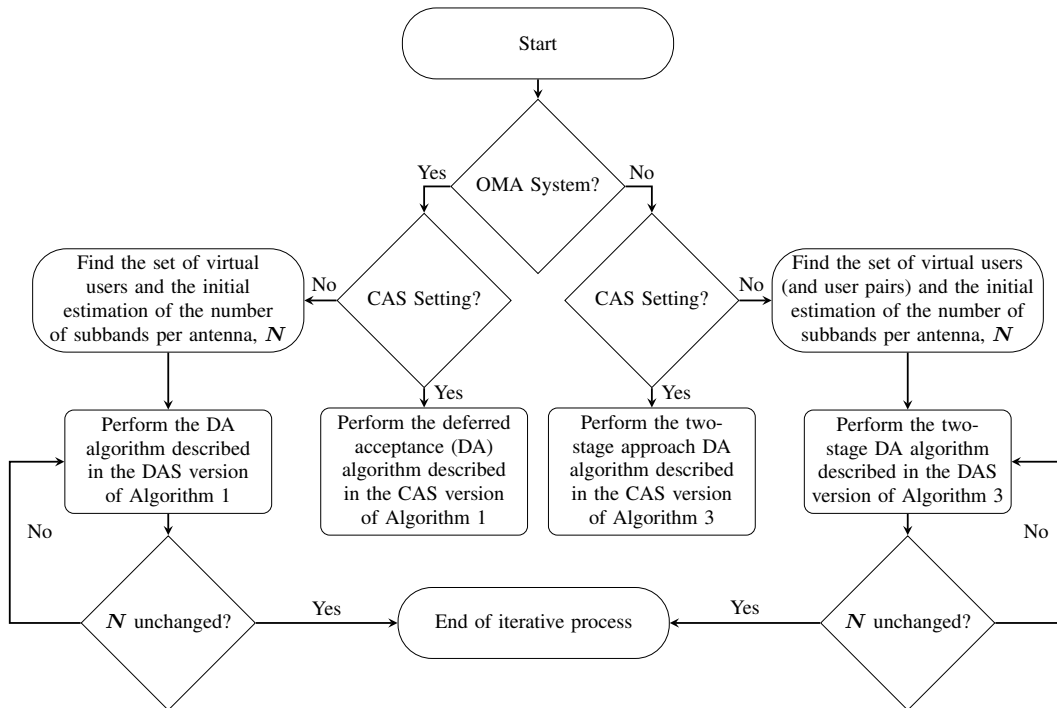 Start
OMA System?
Yes
No
CAS Setting?
No
Yes
CAS Setting?
No
Yes
Find the set of virtual
users and the initial
estimation of the number
of subbands per antenna, N
Find the set of virtual users
(and user pairs) and the initial
estimation of the number of
subbands per antenna, N
Perform the DA
algorithm described
in the DAS version
of Algorithm 1
Perform the deferred
acceptance (DA)
algorithm described
in the CAS version
of Algorithm 1
Perform the two-
stage approach DA
algorithm described
in the CAS version
of Algorithm 3
Perform the two-
stage DA algorithm
described in the DAS
version of Algorithm 3
No
No
N unchanged?
Yes
End of iterative process
Yes
N unchanged?